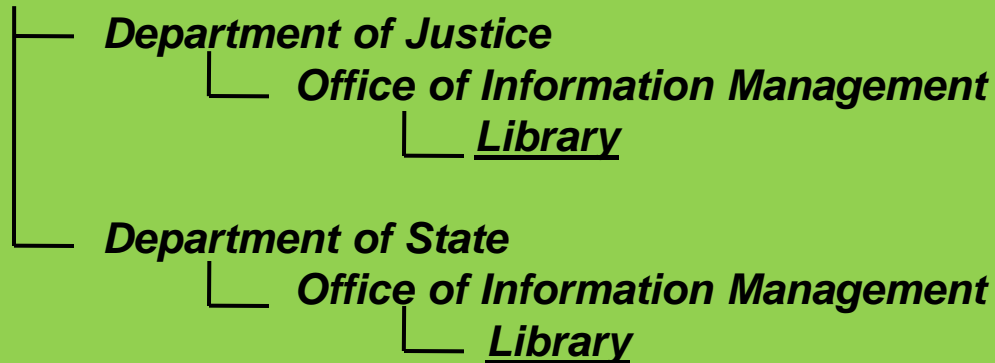 Department of Justice
Office of Information Management
Library
Department of State
Office of Information Management
Library